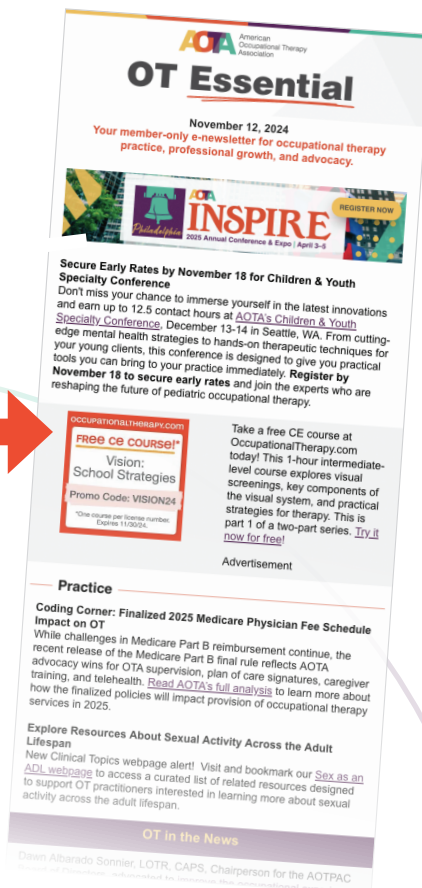 AOTA American
Occupational Therapy
Association
OT Essential
November 12, 2024
Your member-only e-newsletter for occupational therapy
practice, professional growth, and advocacy.
Philadelphia
AOTA
INSPIRE
2025 Annual Conference & Expo | April 3–5
REGISTER NOW
Secure Early Rates by November 18 for Children & Youth
Specialty Conference
Don't miss your chance to immerse yourself in the latest innovations
and earn up to 12.5 contact hours at AOTA's Children & Youth
Specialty Conference, December 13-14 in Seattle, WA. From cutting-
edge mental health strategies to hands-on therapeutic techniques for
your young clients, this conference is designed to give you practical
tools you can bring to your practice immediately. Register by
November 18 to secure early rates and join the experts who are
reshaping the future of pediatric occupational therapy.
OCCUPATIONALTHERAPY.COM
FREE CE COURSE!*
Vision:
School Strategies
Promo Code: VISION24
*One course per license number.
Expires 11/30/24.
Take a free CE course at
OccupationalTherapy.com
today! This 1-hour intermediate-
level course explores visual
screenings, key components of
the visual system, and practical
strategies for therapy. This is
part 1 of a two-part series. Try it
now for free!
Advertisement
Practice
Coding Corner: Finalized 2025 Medicare Physician Fee Schedule
Impact on OT
While challenges in Medicare Part B reimbursement continue, the
recent release of the Medicare Part B final rule reflects AOTA
advocacy wins for OTA supervision, plan of care signatures, caregiver
training, and telehealth. Read AOTA's full analysis to learn more about
how the finalized policies will impact provision of occupational therapy
services in 2025.
Explore Resources About Sexual Activity Across the Adult
Lifespan
New Clinical Topics webpage alert! Visit and bookmark our Sex as an
ADL webpage to access a curated list of related resources designed
to support OT practitioners interested in learning more about sexual
activity across the adult lifespan.
OT in the News
Dawn Albarado Sonnier, LOTR, CAPS, Chairperson for the AOTPAC